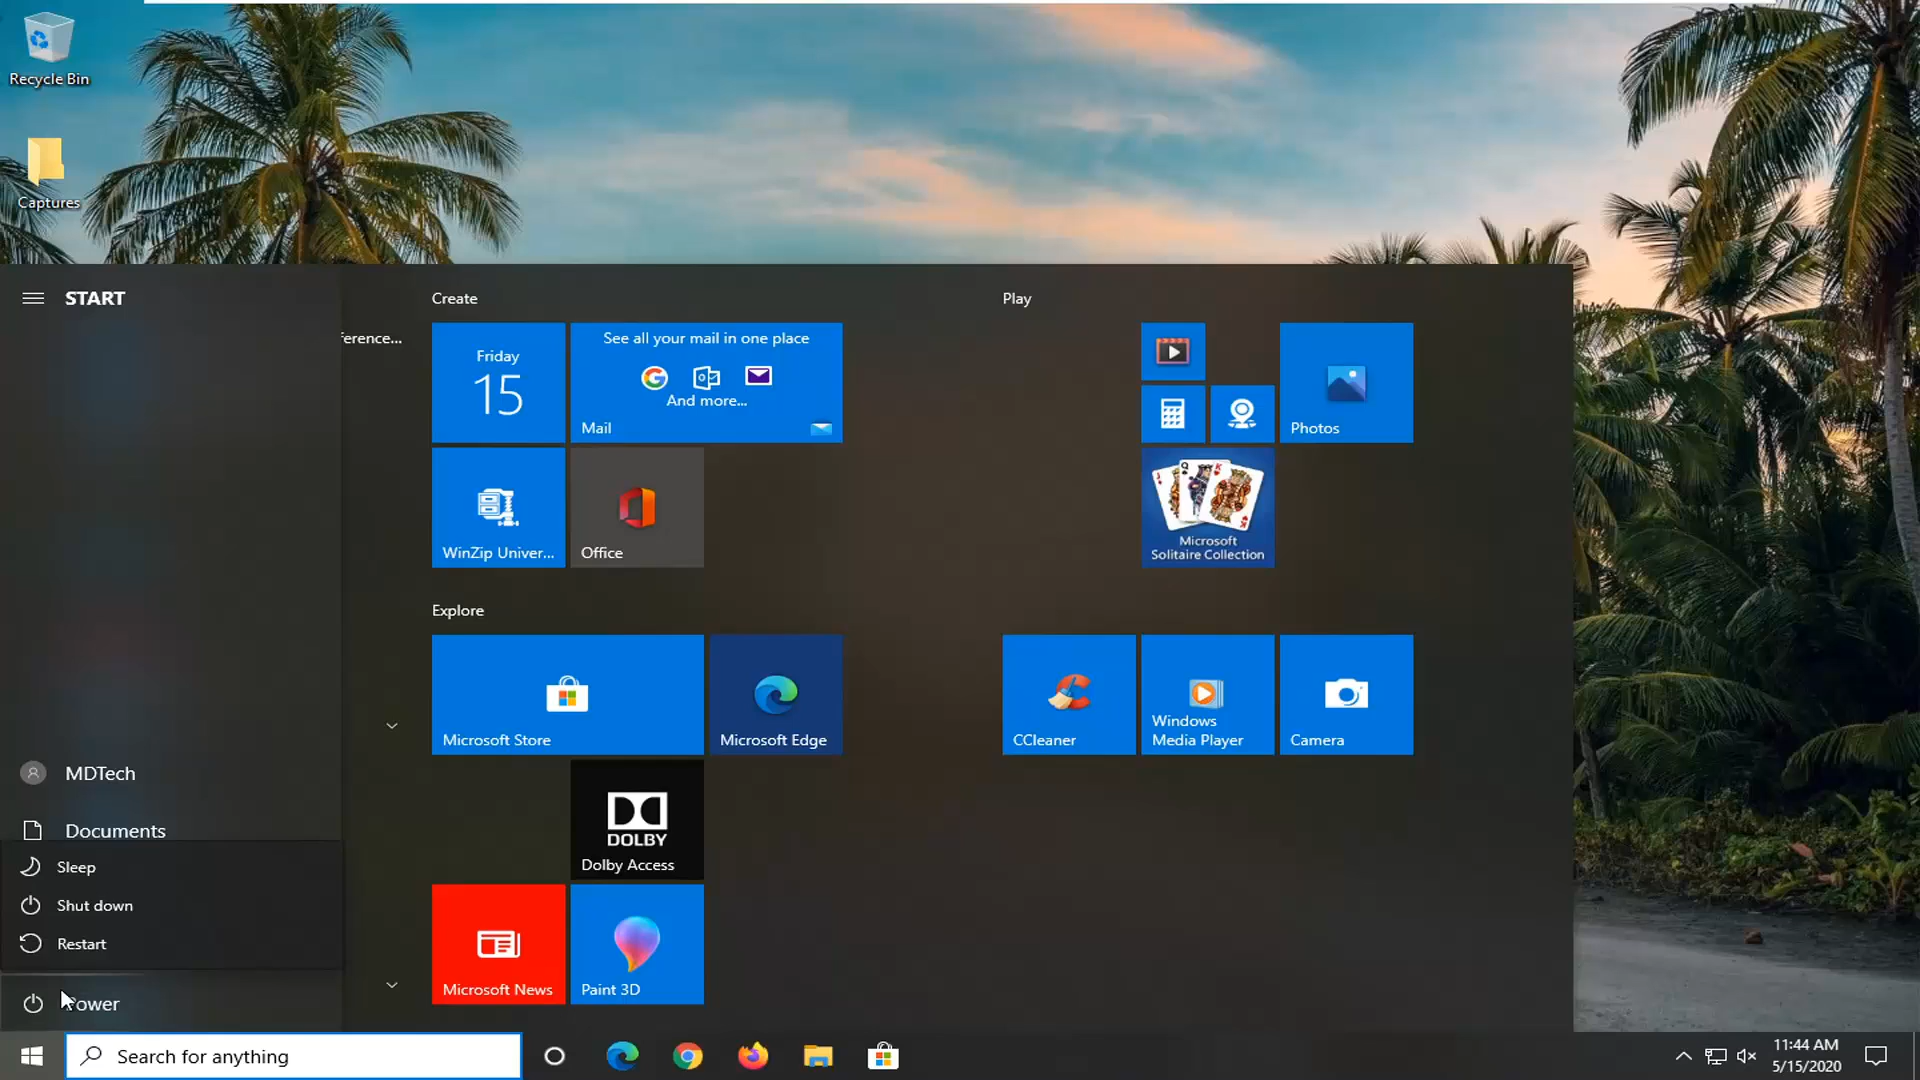 Recycle Bin
Captures
START
ference...
MDTech
Documents
Sleep
Shut down
Restart
Power
Create
Friday
15
See all your mail in one place
And more...
Mail
WinZip Univer...
Office
Explore
Microsoft Store
Microsoft Edge
DOLBY
Dolby Access
Microsoft News
Paint 3D
Play
Photos
Microsoft
Solitaire Collection
CCleaner
Windows
Media Player
Camera
Search for anything
11:44 AM
5/15/2020